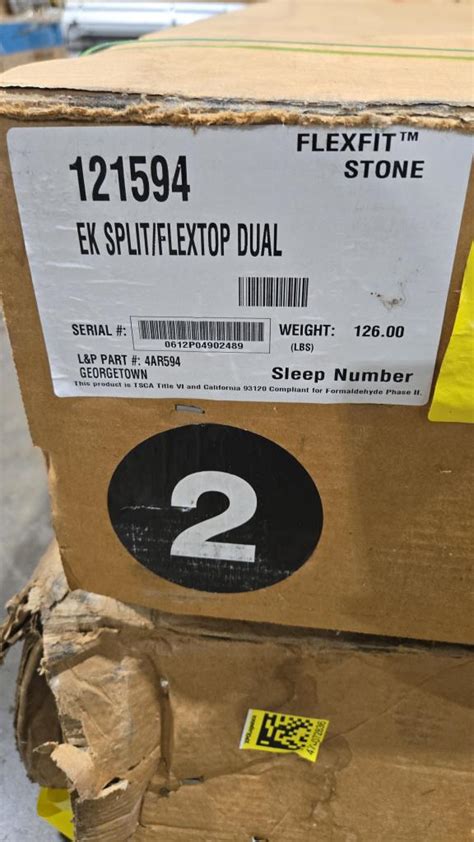 FLEXFIT™
STONE
121594
EK SPLIT/FLEXTOP DUAL
SERIAL #:
0612P04902489
WEIGHT: 126.00
(LBS)
L&P PART #: 4AR594
GEORGETOWN
Sleep Number
This product is TSCA Title VI and California 93120 Compliant for Formaldehyde Phase II.
2